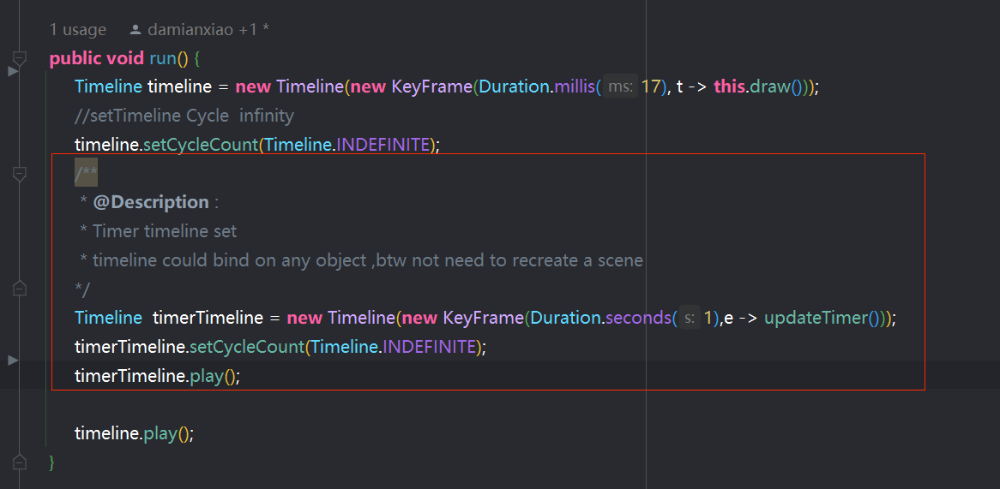 1 usage damianxiao +1 *
public void run() {
Timeline timeline = new Timeline(new KeyFrame(Duration.millis( ms: 17), t -> this.draw()));
//setTimeline Cycle  infinity
timeline.setCycleCount(Timeline.INDEFINITE);
/**
* @Description :
* Timer timeline set
* timeline could bind on any object ,btw not need to recreate a scene
*/
Timeline  timerTimeline = new Timeline(new KeyFrame(Duration.seconds( s: 1),e -> updateTimer()));
timerTimeline.setCycleCount(Timeline.INDEFINITE);
timerTimeline.play();
timeline.play();
}